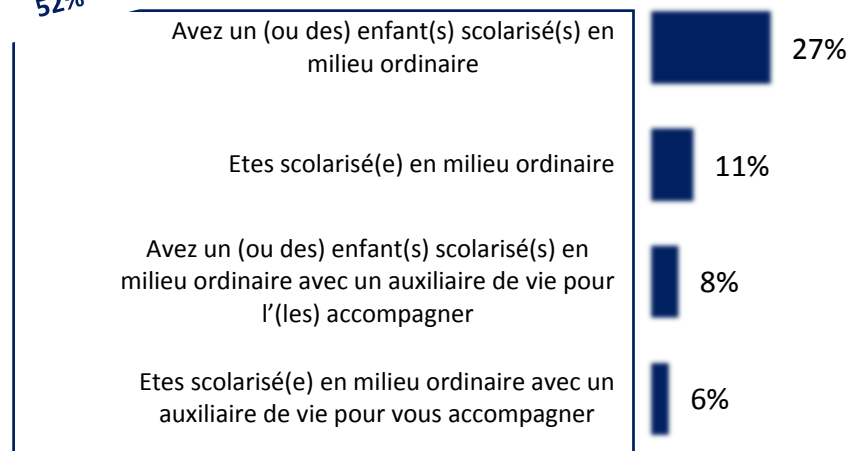 52%
Avez un (ou des) enfant(s) scolarisé(s) en
milieu ordinaire
27%
Etes scolarisé(e) en milieu ordinaire
11%
Avez un (ou des) enfant(s) scolarisé(s) en
milieu ordinaire avec un auxiliaire de vie pour
l’(les) accompagner
8%
Etes scolarisé(e) en milieu ordinaire avec un
auxiliaire de vie pour vous accompagner
6%